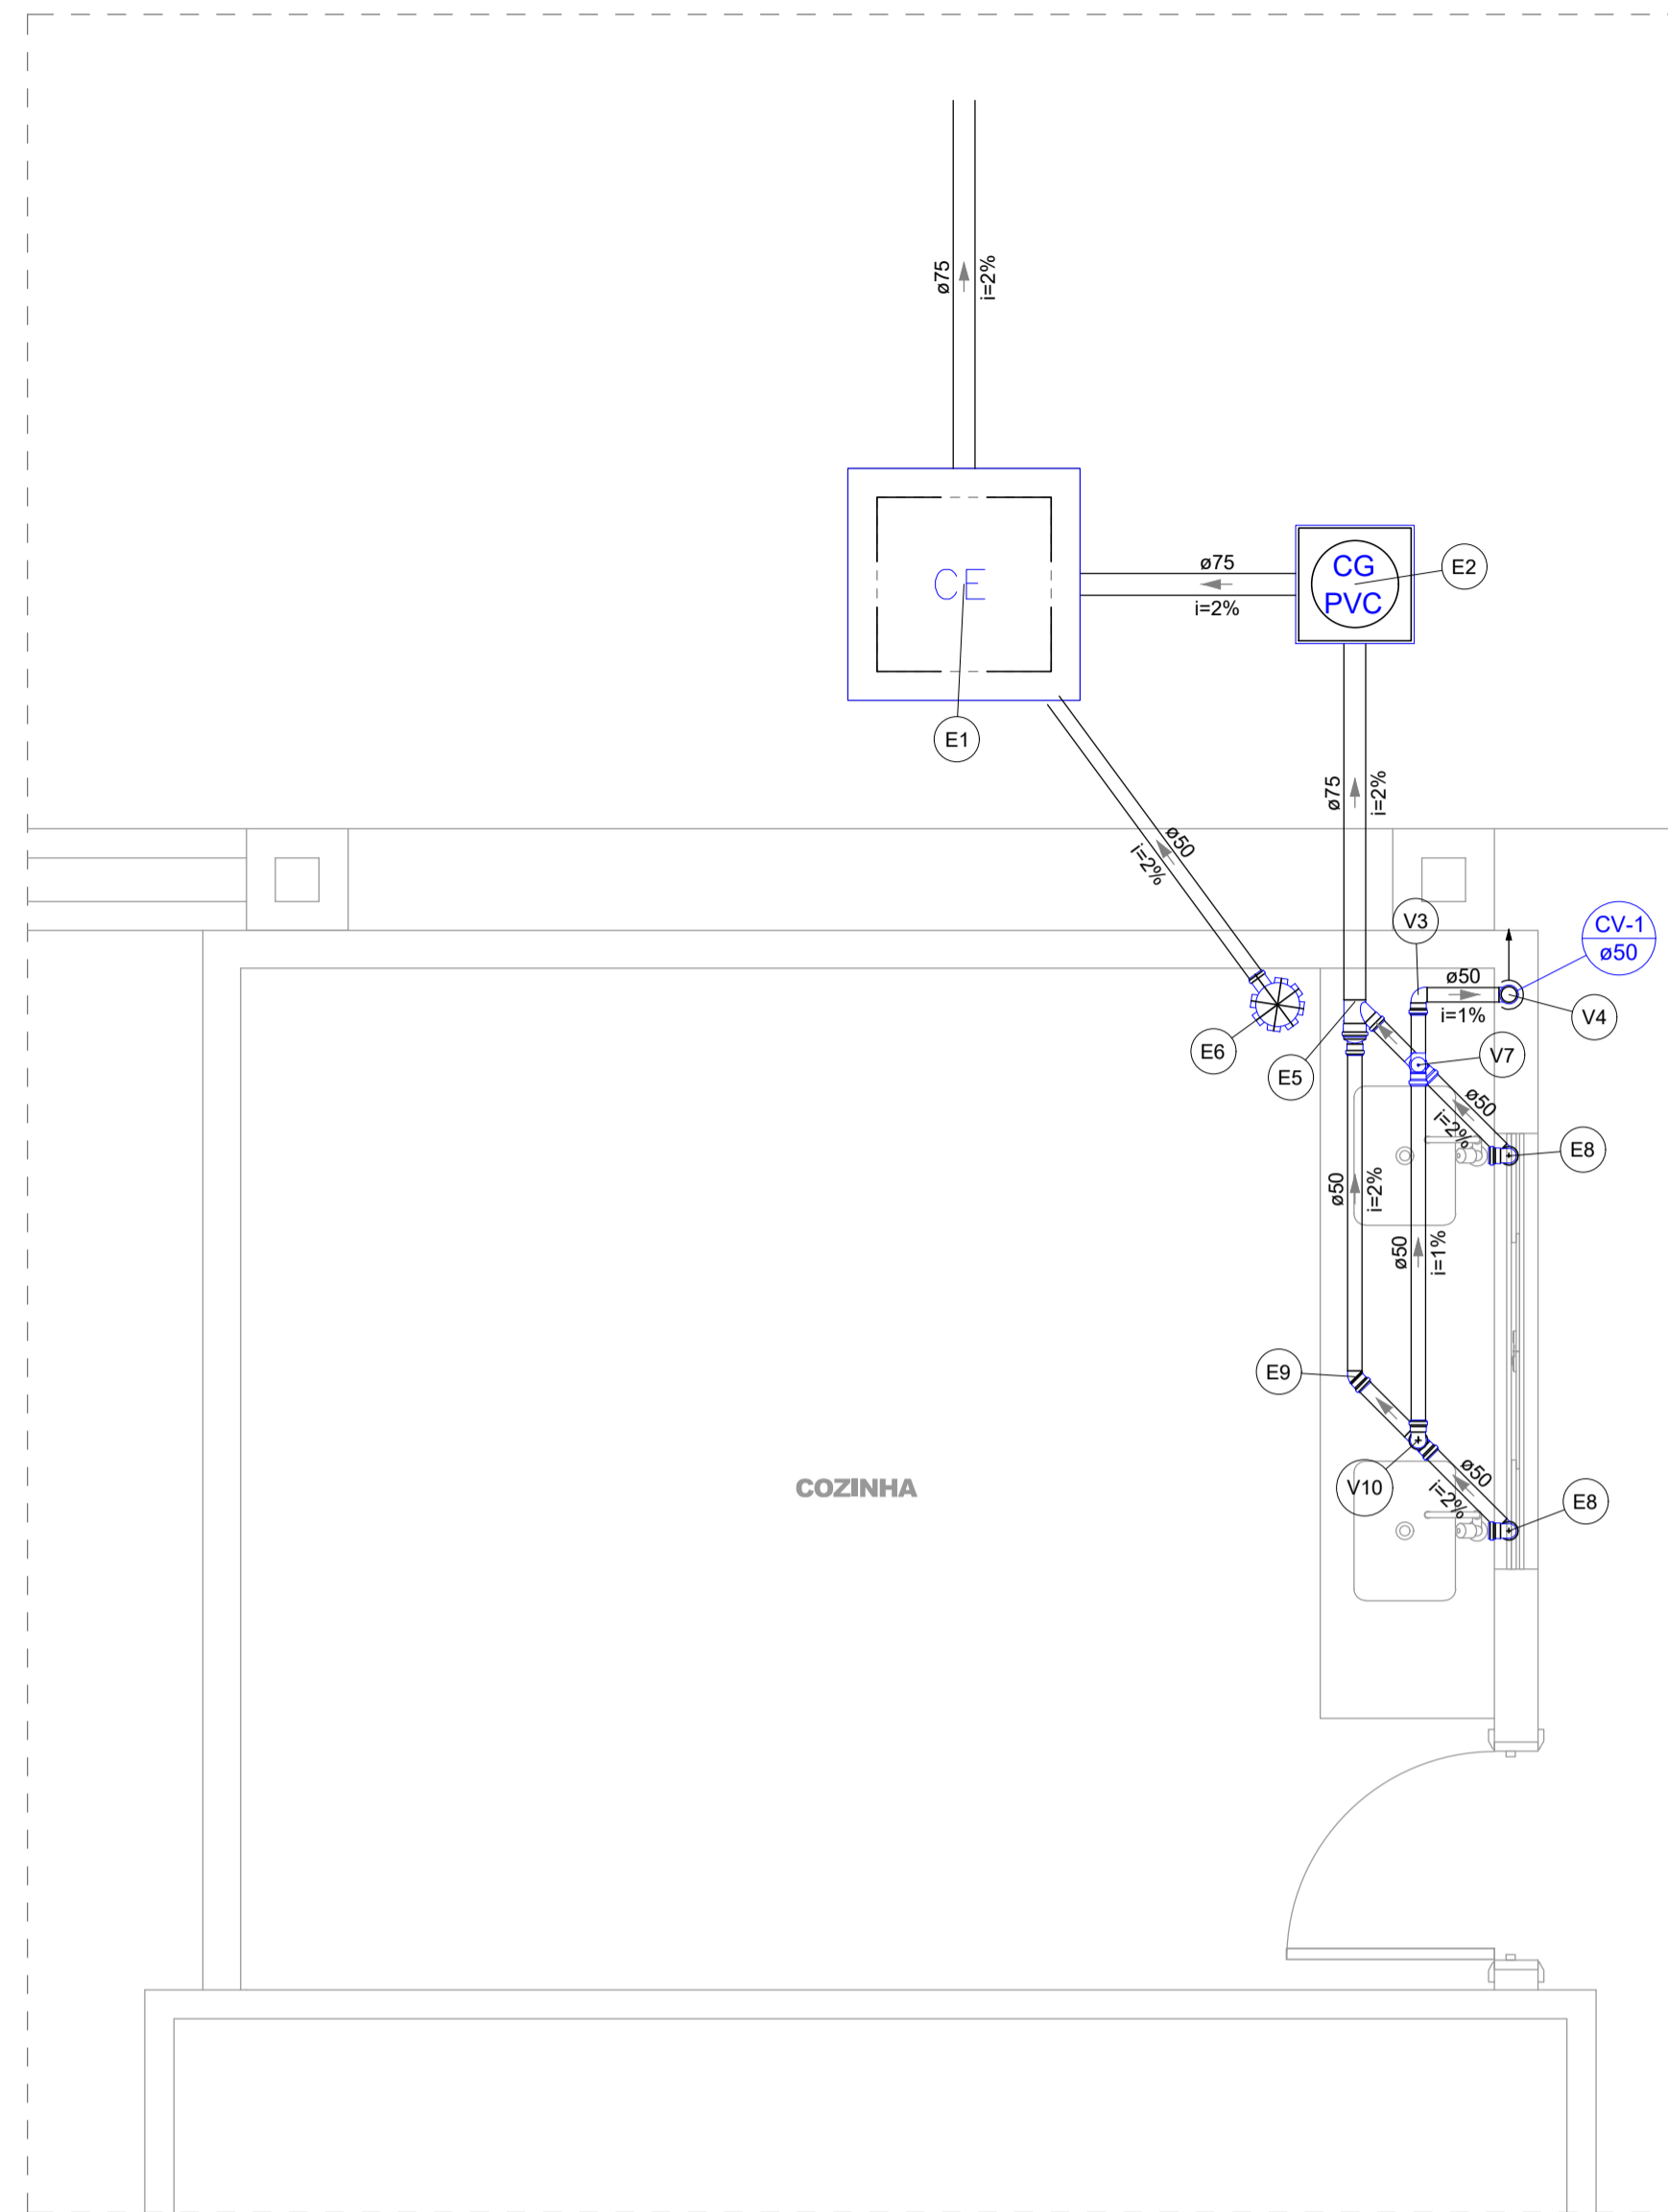 ø75
i=2%
CE
ø75
i=2%
CG
PVC
E2
E1
ø75
i=2%
ø50
i=2%
V3
CV-1
ø50
ø50
i=1%
V4
E6
E5
V7
ø50
i=2%
E8
ø50
i=2%
ø50
i=1%
E9
COZINHA
V10
ø50
i=2%
E8